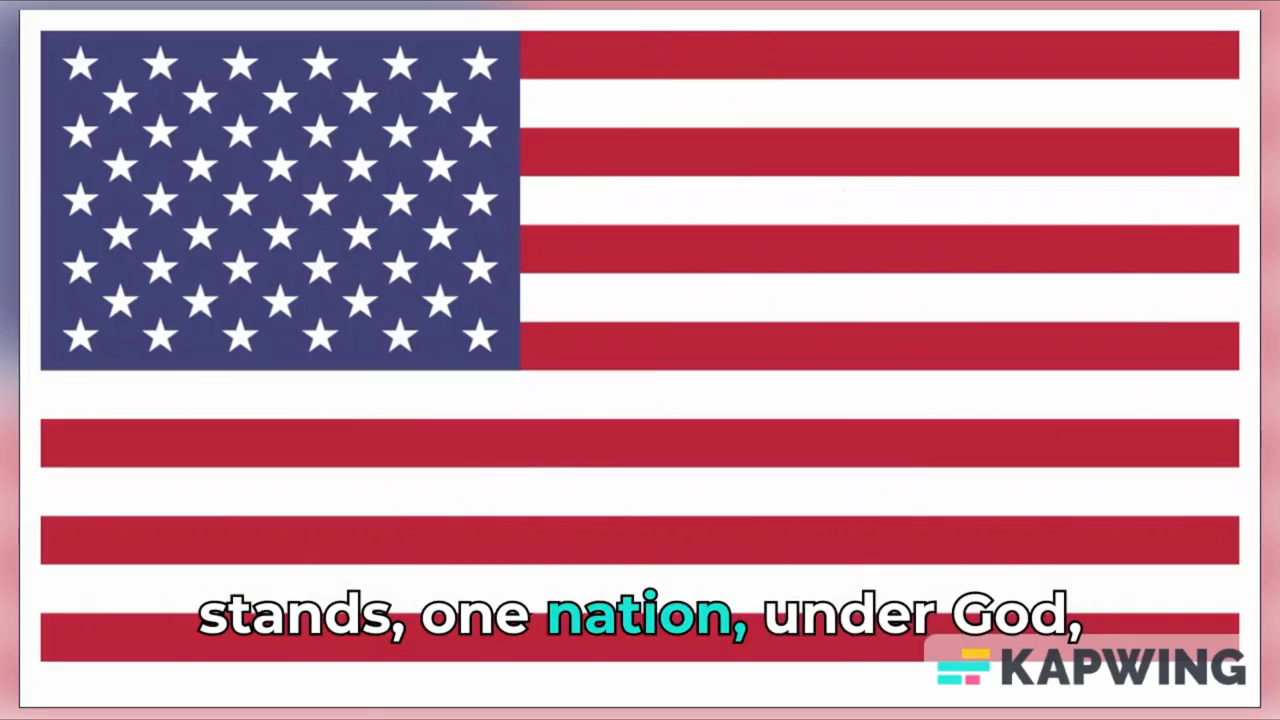 stands, one nation, under God,
KAPWING